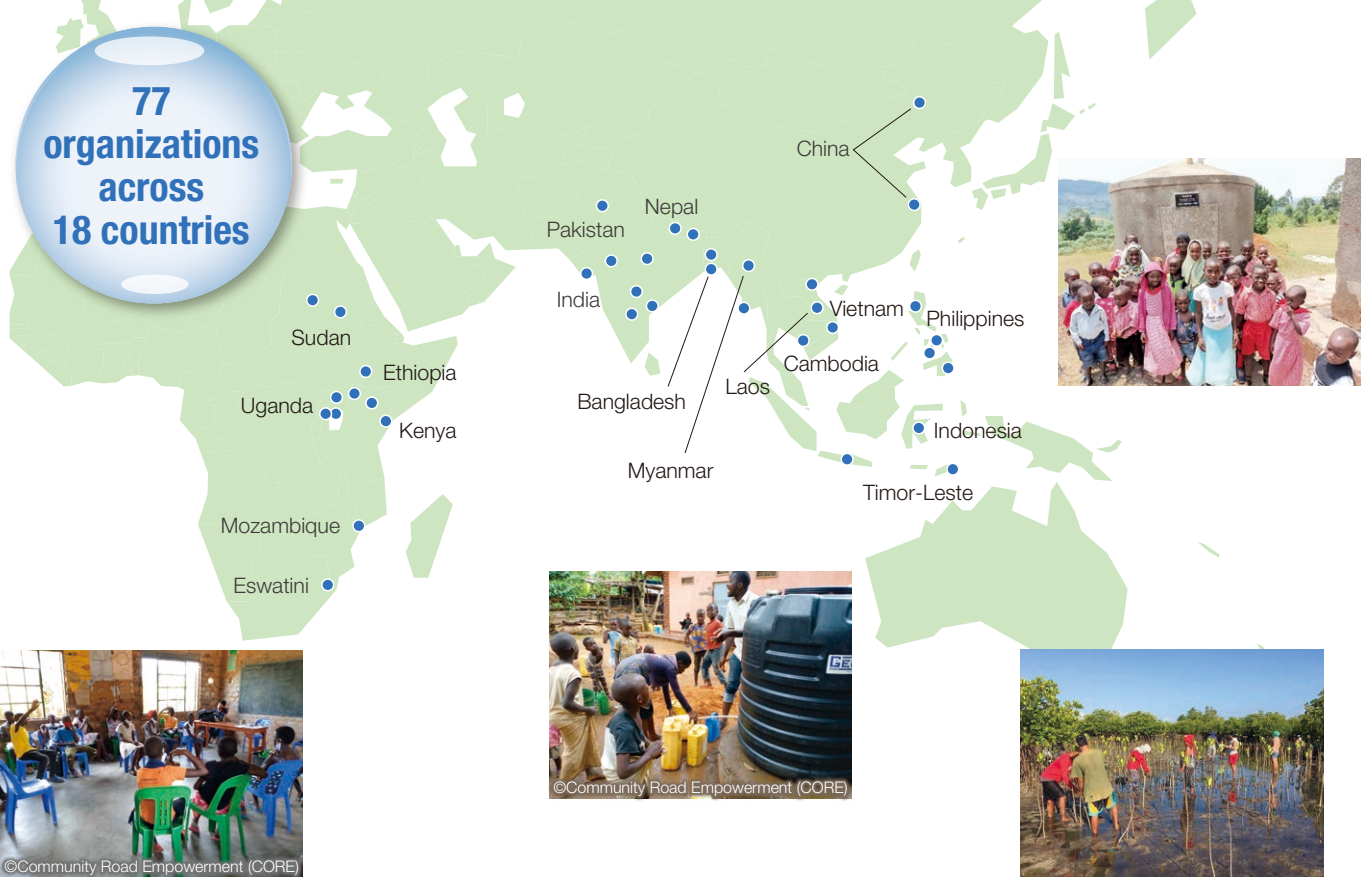 77
organizations
across
18 countries
China
Nepal
Pakistan
India
Sudan
Vietnam
Philippines
Cambodia
Ethiopia
Laos
Uganda
Bangladesh
Kenya
Indonesia
Myanmar
Timor-Leste
Mozambique
Eswatini
©Community Road Empowerment (CORE)
©Community Road Empowerment (CORE)